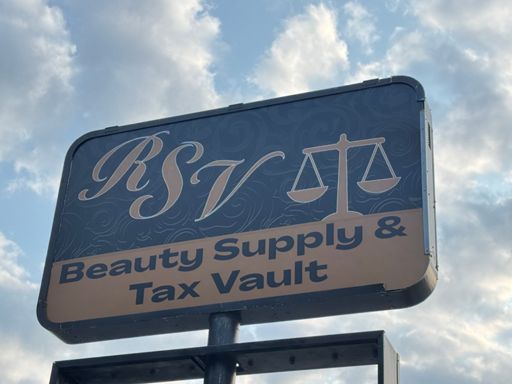 RSV
Beauty Supply &
Tax Vault